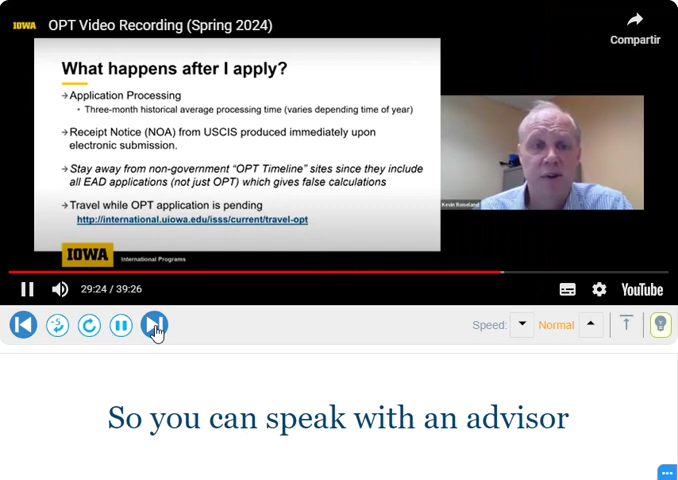 IOWA OPT Video Recording (Spring 2024)
Compartir
What happens after I apply?
→Application Processing
• Three-month historical average processing time (varies depending time of year)
→Receipt Notice (NOA) from USCIS produced immediately upon
electronic submission.
→Stay away from non-government “OPT Timeline” sites since they include
all EAD applications (not just OPT) which gives false calculations
→Travel while OPT application is pending
http://international.uiowa.edu/isss/current/travel-opt
IOWA International Programs
29:24 / 39:26
YouTube
-5
Speed: Normal
So you can speak with an advisor